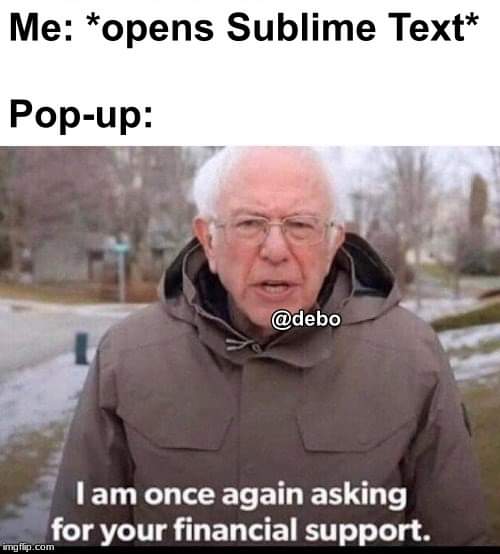 Me: *opens Sublime Text*
Pop-up:
@debo
I am once again asking
for your financial support.
imgflip.com